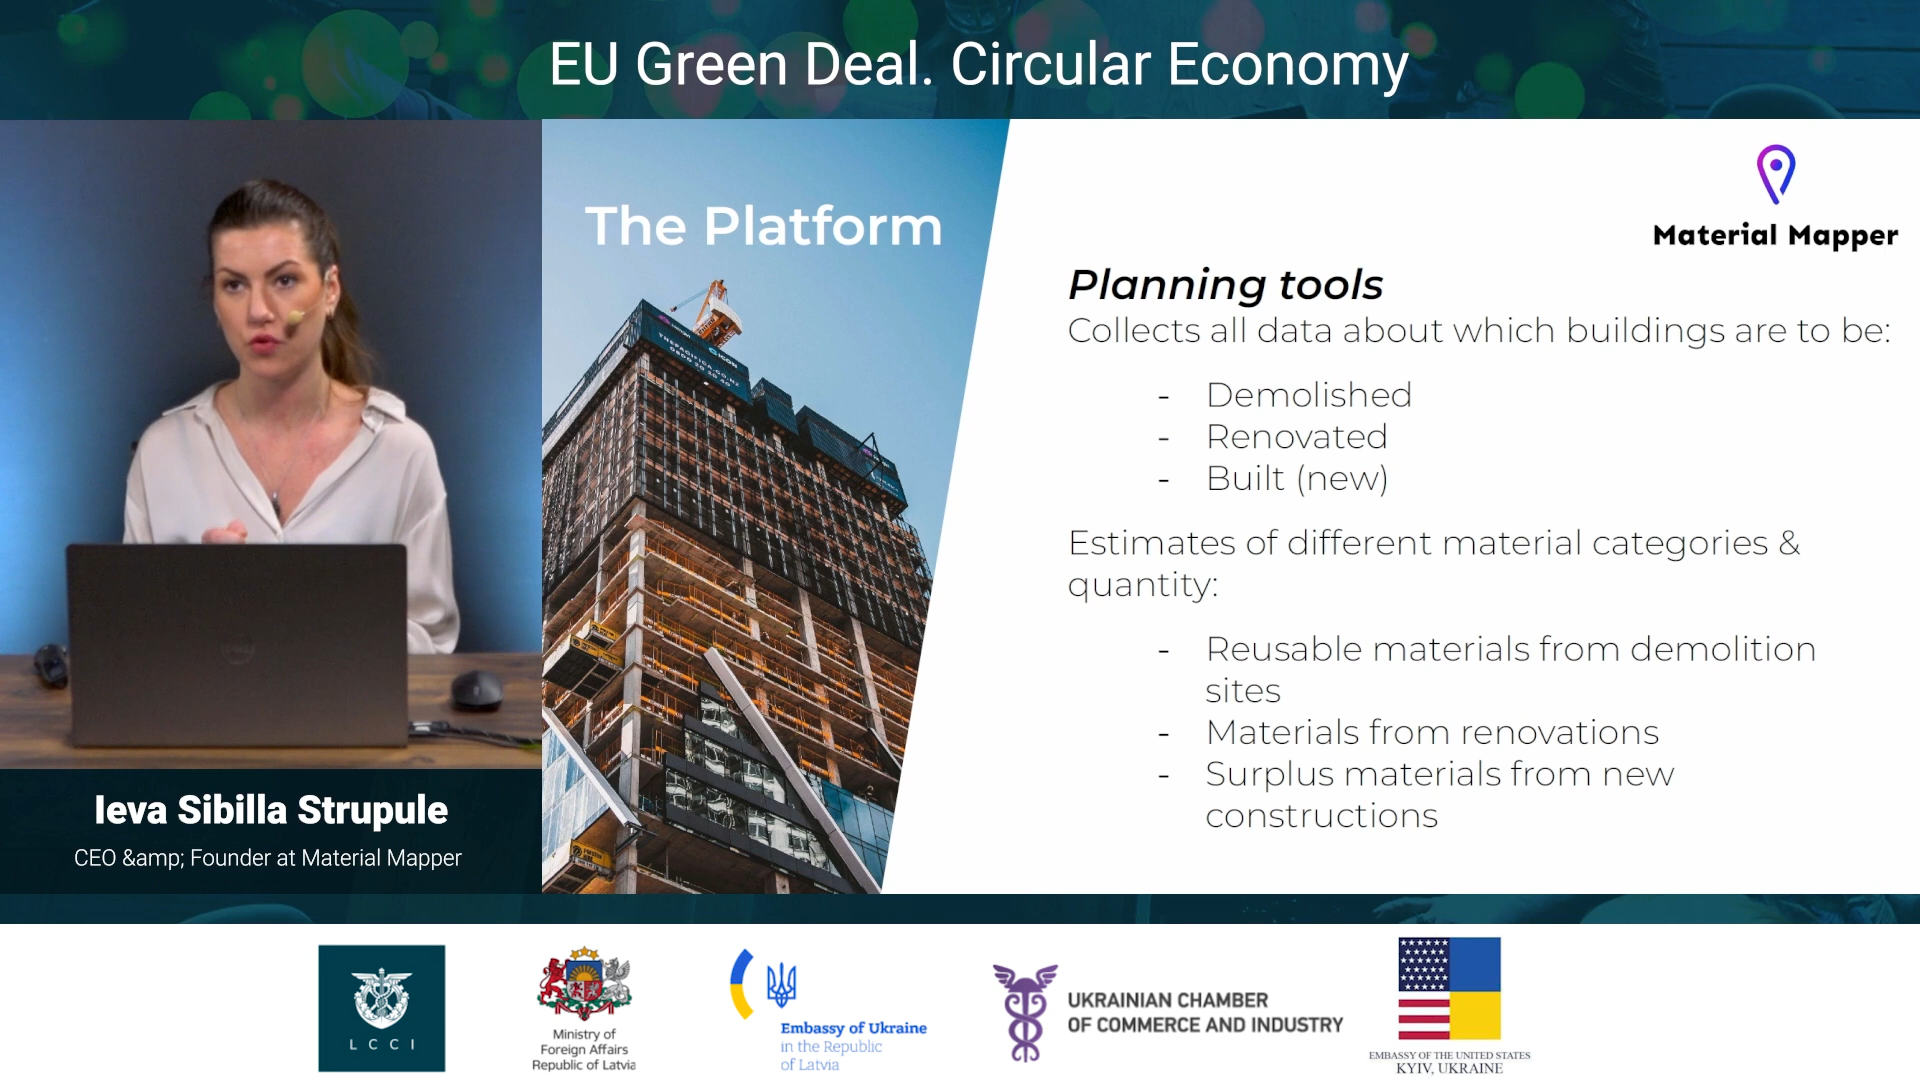 EU Green Deal. Circular Economy
The Platform
Material Mapper
Planning tools
Collects all data about which buildings are to be:
- Demolished
- Renovated
- Built (new)
Estimates of different material categories &
quantity:
- Reusable materials from demolition
sites
- Materials from renovations
- Surplus materials from new
constructions
Ieva Sibilla Strupule
CEO &amp; Founder at Material Mapper
LCCI
Ministry of
Foreign Affairs
Republic of Latvia
Embassy of Ukraine
in the Republic
of Latvia
UKRAINIAN CHAMBER
OF COMMERCE AND INDUSTRY
EMBASSY OF THE UNITED STATES
KYIV, UKRAINE